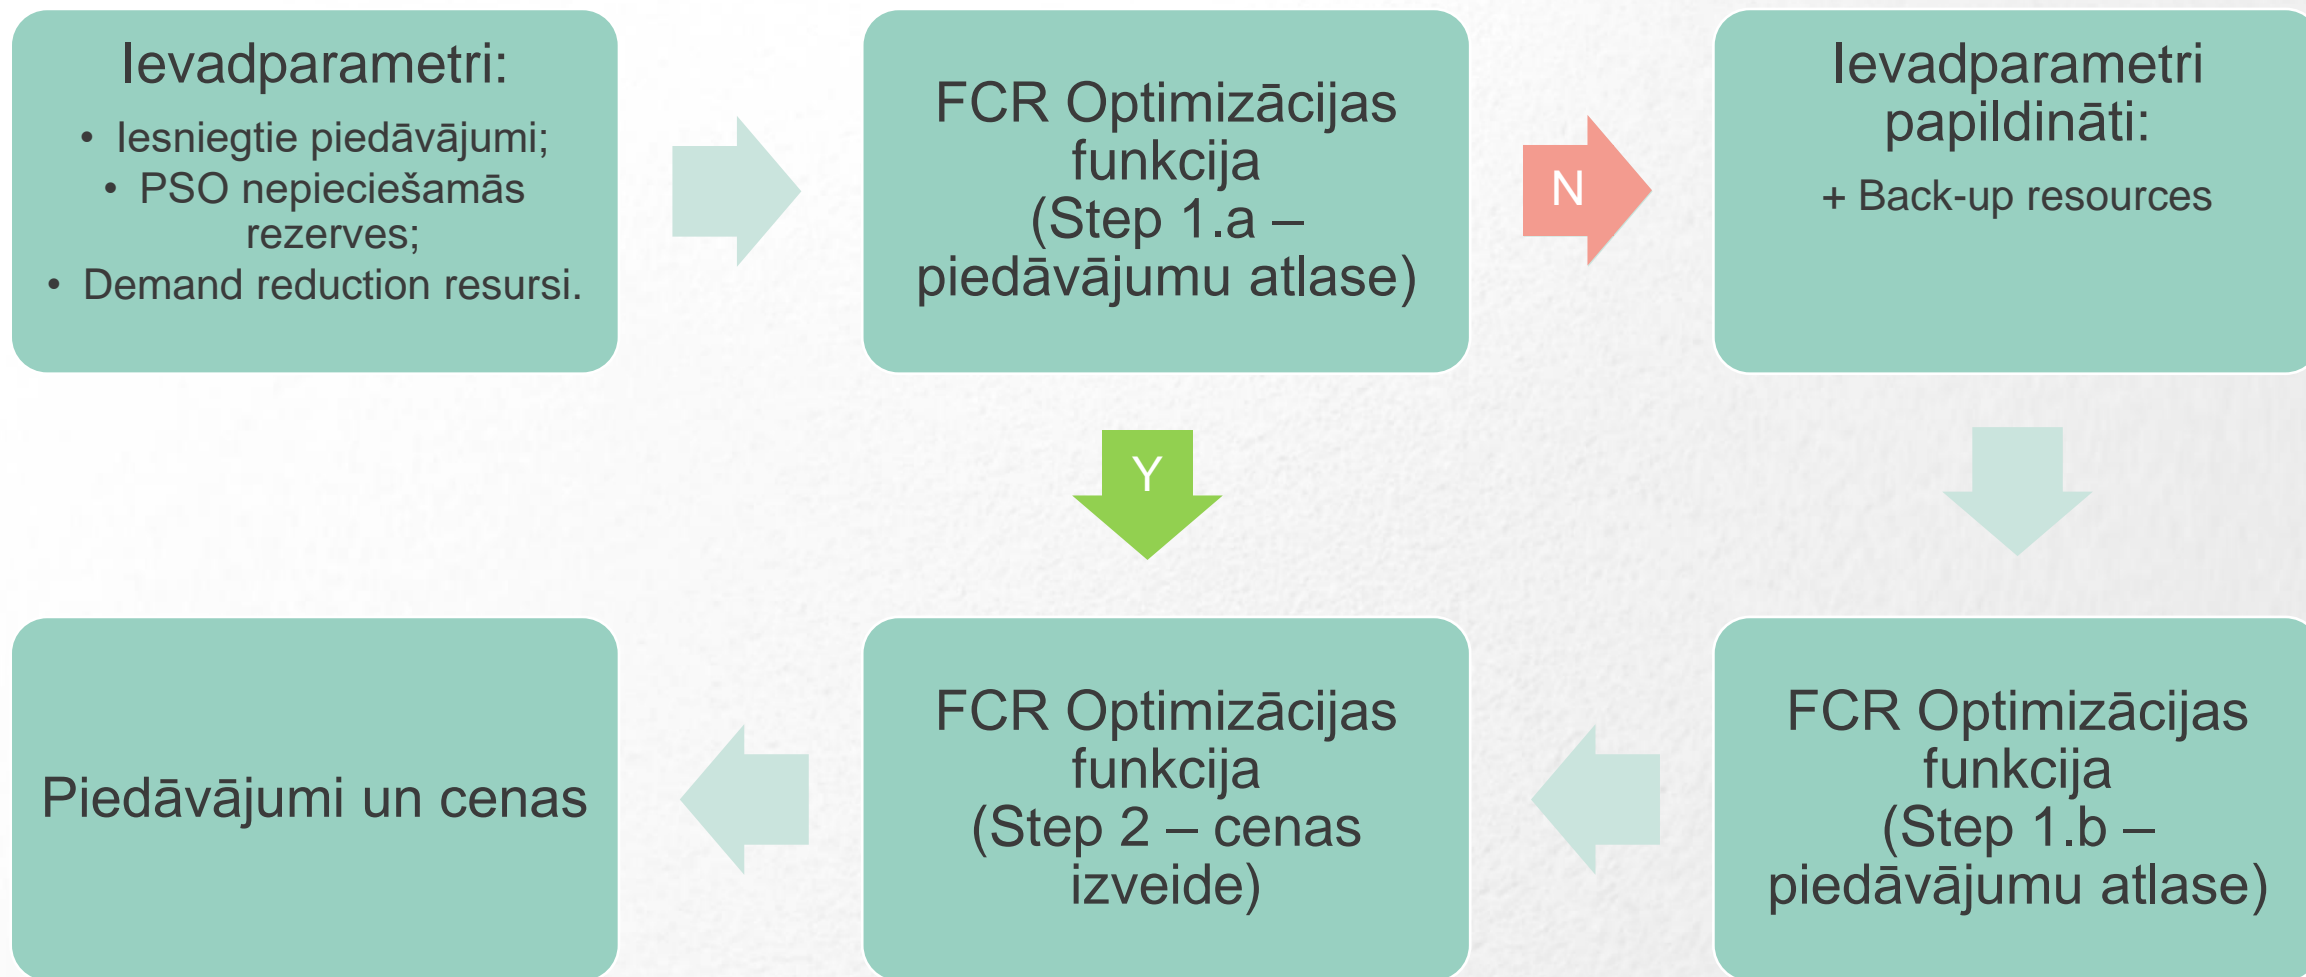 Ievadparametri:
• Iesniegtie piedāvājumi;
• PSO nepieciešamās
rezerves;
• Demand reduction resursi.
FCR Optimizācijas
funkcija
(Step 1.a –
piedāvājumu atlase)
N
Ievadparametri
papildināti:
+ Back-up resources
Y
Piedāvājumi un cenas
FCR Optimizācijas
funkcija
(Step 2 – cenas
izveide)
FCR Optimizācijas
funkcija
(Step 1.b –
piedāvājumu atlase)